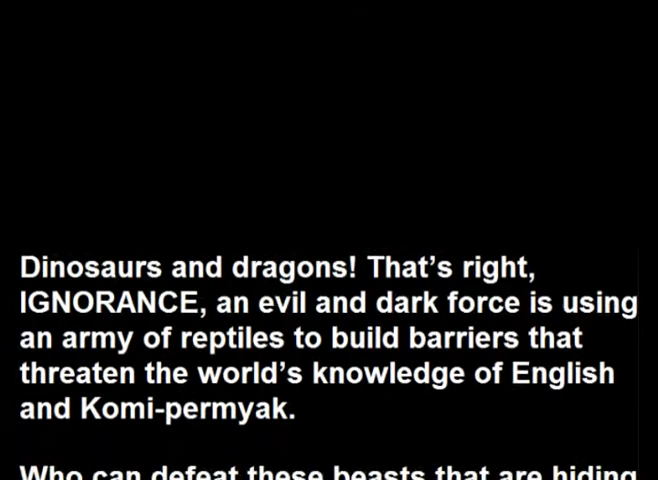 Dinosaurs and dragons! That’s right,
IGNORANCE, an evil and dark force is using
an army of reptiles to build barriers that
threaten the world’s knowledge of English
and Komi-permyak.
Who can defeat these beasts that are hiding